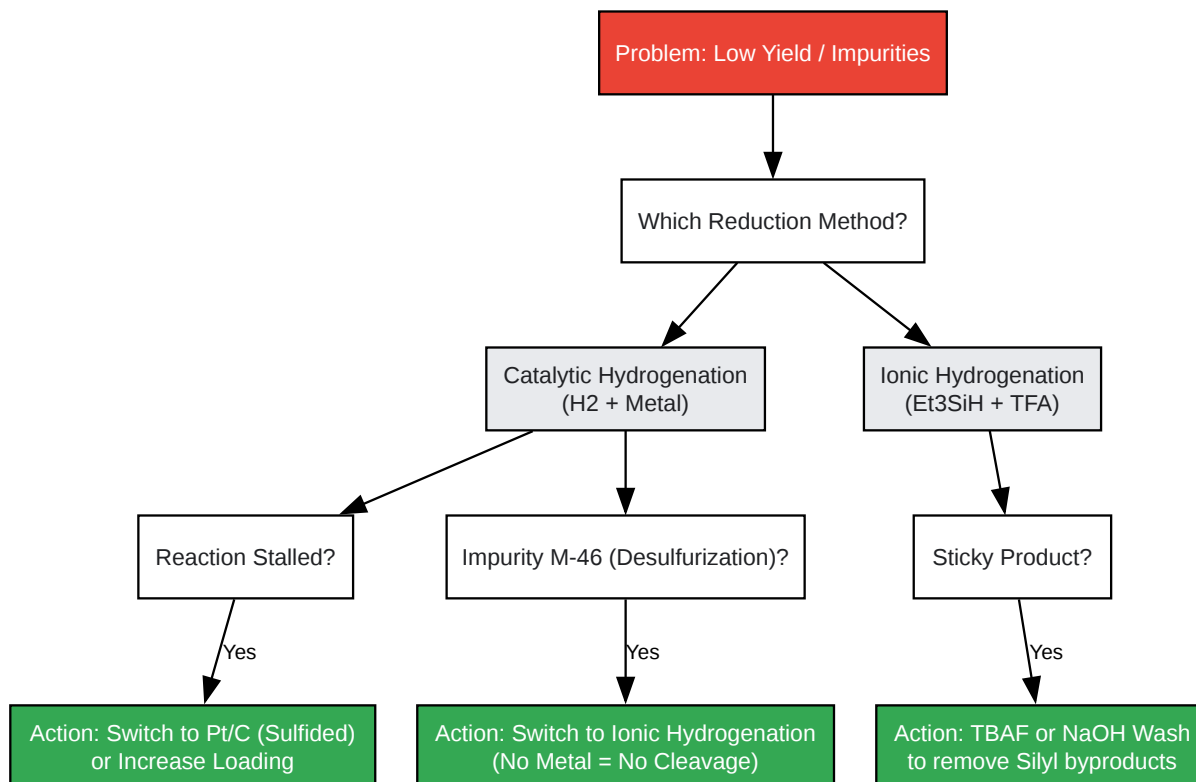 Problem: Low Yield / Impurities
Which Reduction Method?
Catalytic Hydrogenation
(H2 + Metal)
Ionic Hydrogenation
(Et3SiH + TFA)
Reaction Stalled?
Impurity M-46 (Desulfurization)?
Sticky Product?
Yes
Yes
Yes
Action: Switch to Pt/C (Sulfided)
or Increase Loading
Action: Switch to Ionic Hydrogenation
(No Metal = No Cleavage)
Action: TBAF or NaOH Wash
to remove Silyl byproducts